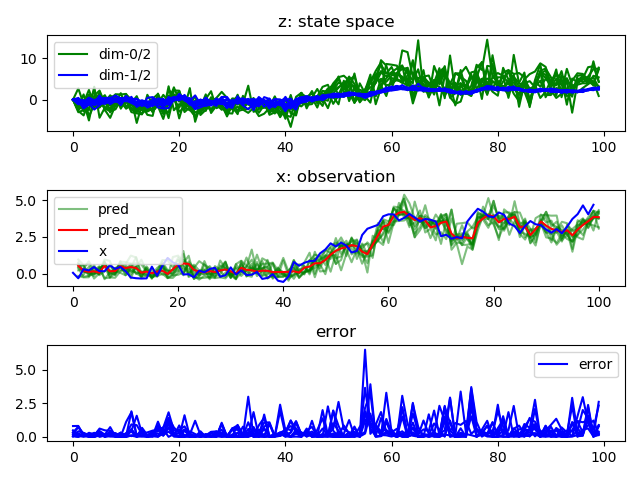 z: state space
10
0
dim-0/2
dim-1/2
0 20 40 60 80 100
x: observation
5.0
2.5
0.0
pred
pred_mean
x
0 20 40 60 80 100
error
5.0
2.5
0.0
error
0 20 40 60 80 100